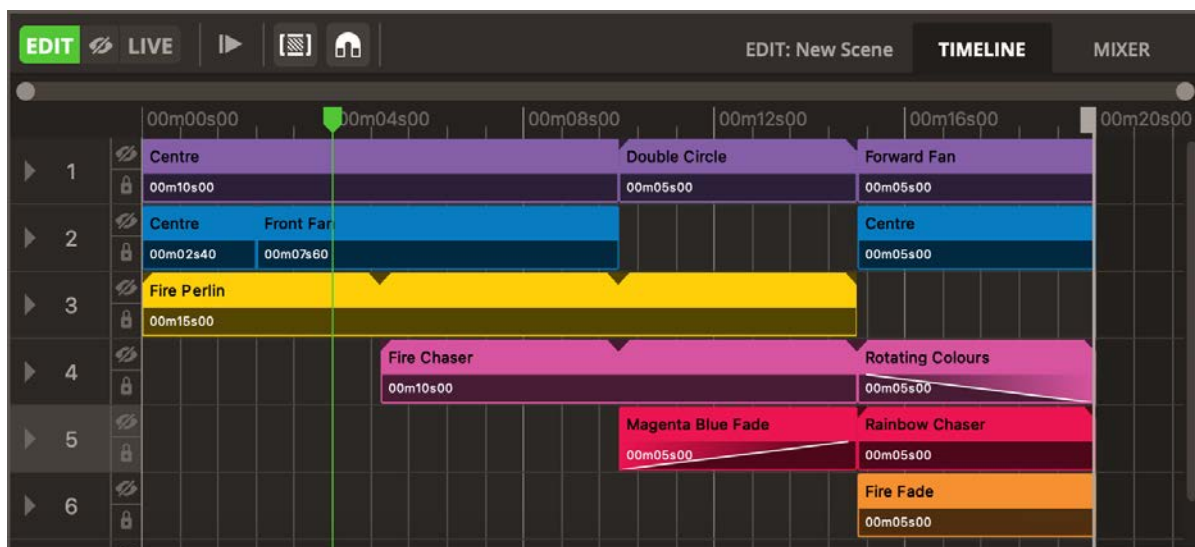 EDIT LIVE EDIT: New Scene TIMELINE MIXER
00m00s00 00m04s00 00m08s00 00m12s00 00m16s00 00m20s00
1 Centre Double Circle Forward Fan
00m10s00 00m05s00 00m05s00
2 Centre Front Fan Centre
00m02s40 00m07s60 00m05s00
3 Fire Perlin
00m15s00
4 Fire Chaser Rotating Colours
00m10s00 00m05s00
5 Magenta Blue Fade Rainbow Chaser
00m05s00 00m05s00
6 Fire Fade
00m05s00